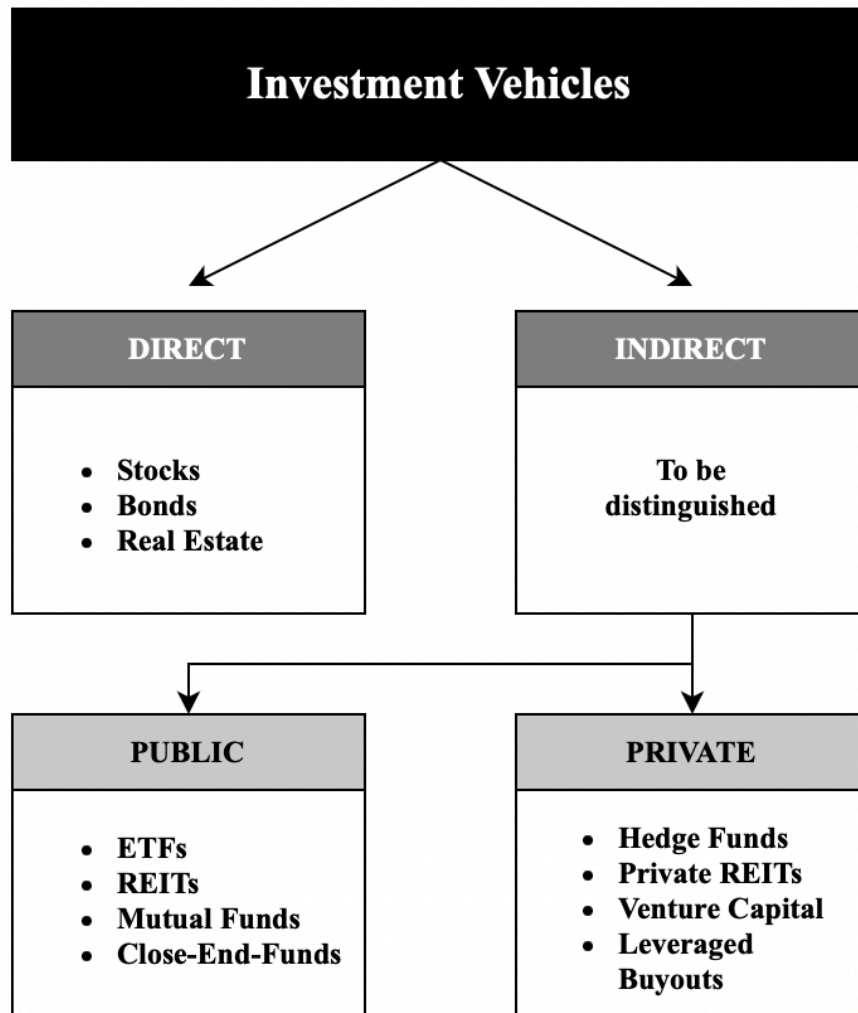 Investment Vehicles
DIRECT
• Stocks
• Bonds
• Real Estate
INDIRECT
To be
distinguished
PUBLIC
• ETFs
• REITs
• Mutual Funds
• Close-End-Funds
PRIVATE
• Hedge Funds
• Private REITs
• Venture Capital
• Leveraged
Buyouts